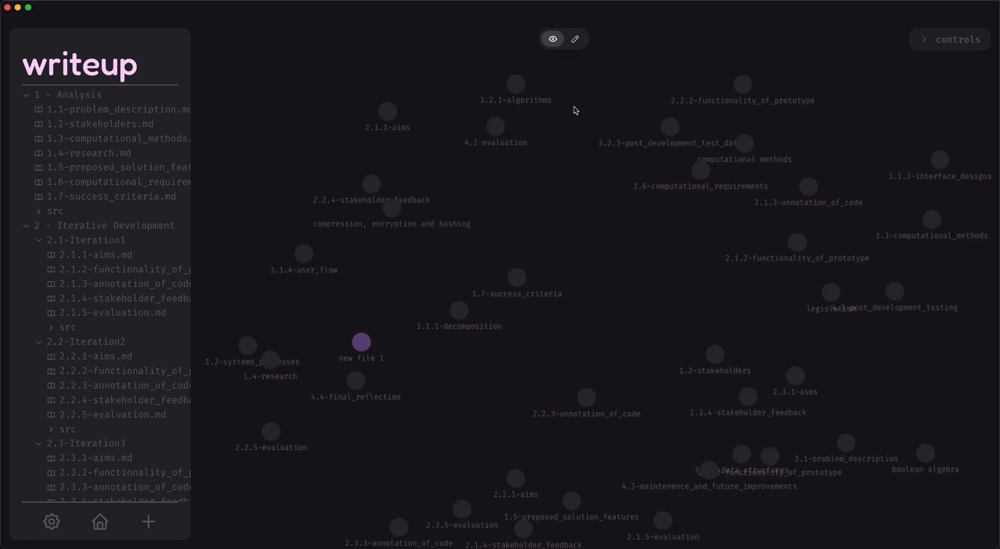 writeup
1 - Analysis
1.1-problem_description.md
1.2-stakeholders.md
1.3-computational_methods.
1.4-research.md
1.5-proposed_solution_feat
1.6-computational_requirem
1.7-success_criteria.md
src
2 - Iterative Development
2.1-Iteration1
2.1.1-aims.md
2.1.2-functionality_of_p
2.1.3-annotation_of_code
2.1.4-stakeholder_feedba
2.1.5-evaluation.md
src
2.2-Iteration2
2.2.1-aims.md
2.2.2-functionality_of_p
2.2.3-annotation_of_code
2.2.4-stakeholder_feedba
2.2.5-evaluation.md
src
2.3-Iteration3
2.3.1-aims.md
2.3.2-functionality_of_p
2.3.3-annotation_of_code
2.3.4-stakeholder_feedb
controls
3.2.1-algorithms
2.2.2-functionality_of_prototype
2.1.1-aims
4.2-evaluation
3.2.3-post_development_test_data
computational methods
3.1.3-interface_designs
1.6-computational_requirements
2.2.4-stakeholder_feedback
2.1.3-annotation_of_code
compression, encryption and hashing
1.3-computational_methods
2.1.2-functionality_of_prototype
3.1.4-user_flow
1.7-success_criteria
post_development_testing
3.1.1-decomposition
new file 1
1.2-systems_processes
1.4-research
1.2-stakeholders
4.4-final_reflection
2.3.1-aims
2.2.3-annotation_of_code
2.3.4-stakeholder_feedback
2.2.5-evaluation
1.1-problem_description
boolean algebra
4.3-maintenence_and_future_improvements
2.2.1-aims
1.5-proposed_solution_features
2.3.5-evaluation
2.1.5-evaluation
2.3.3-annotation_of_code
2.1.4-stakeholder_feedback